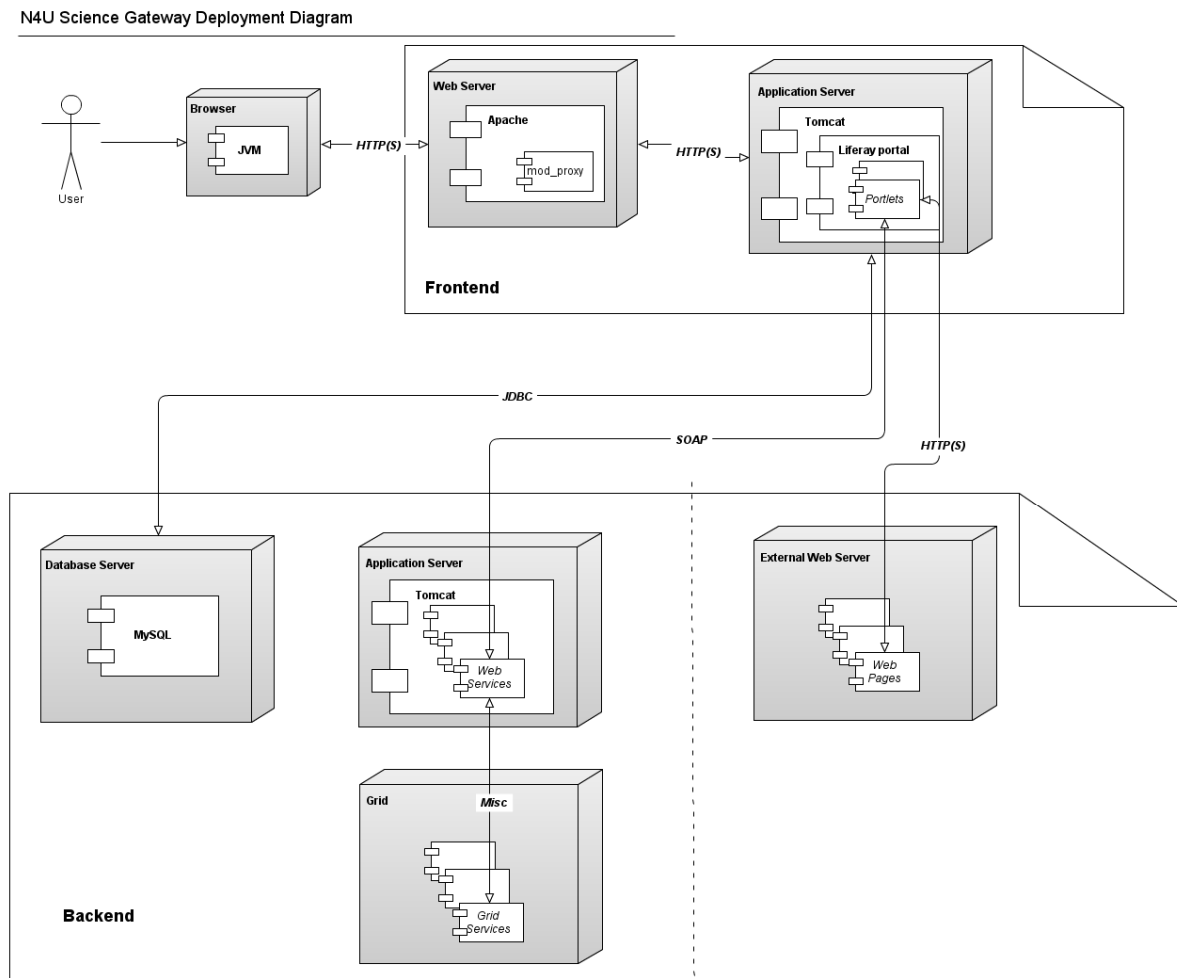 N4U Science Gateway Deployment Diagram
Browser
JVM
User
HTTP(S)
Web Server
Apache
mod_proxy
HTTP(S)
Application Server
Tomcat
Liferay portal
Portlets
Frontend
JDBC
SOAP
HTTP(S)
Database Server
MySQL
Application Server
Tomcat
Web
Services
External Web Server
Web
Pages
Grid
Misc
Grid
Services
Backend